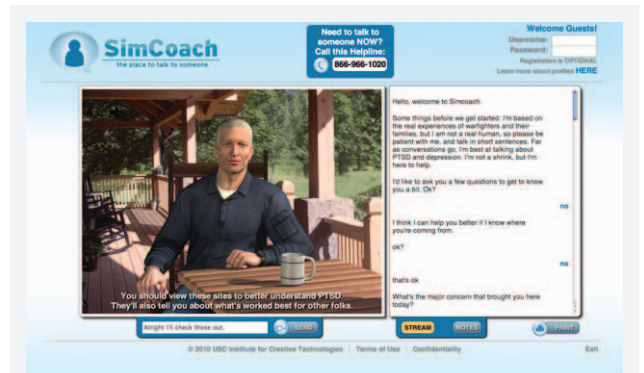 SimCoach
the place to talk to someone
Need to talk to
someone NOW?
Call this Helpline:
866-966-1020
Welcome Guests!
Username:
Password:
Registration is OPTIONAL
Learn more about profiles HERE
You should view these sites to better understand PTSD.
They'll also tell you about what's worked best for other folks.
Alright I'll check those out.
SEND
Hello, welcome to Simcoach.
Some things before we get started: I'm based on
the real experiences of warfighters and their
families, but I am not a real human, so please be
patient with me, and talk in short sentences. Far
as conversations go, I'm best at talking about
PTSD and depression. I'm not a shrink, but I'm
here to help.
I'd like to ask you a few questions to get to know
you a bit. Ok?
no
I think I can help you better if I know where
you're coming from.
ok?
no
that's ok
What's the major concern that brought you here
today?
STREAM
NOTES
PRINT
© 2010 USC Institute for Creative Technologies | Terms of Use | Confidentiality
Exit